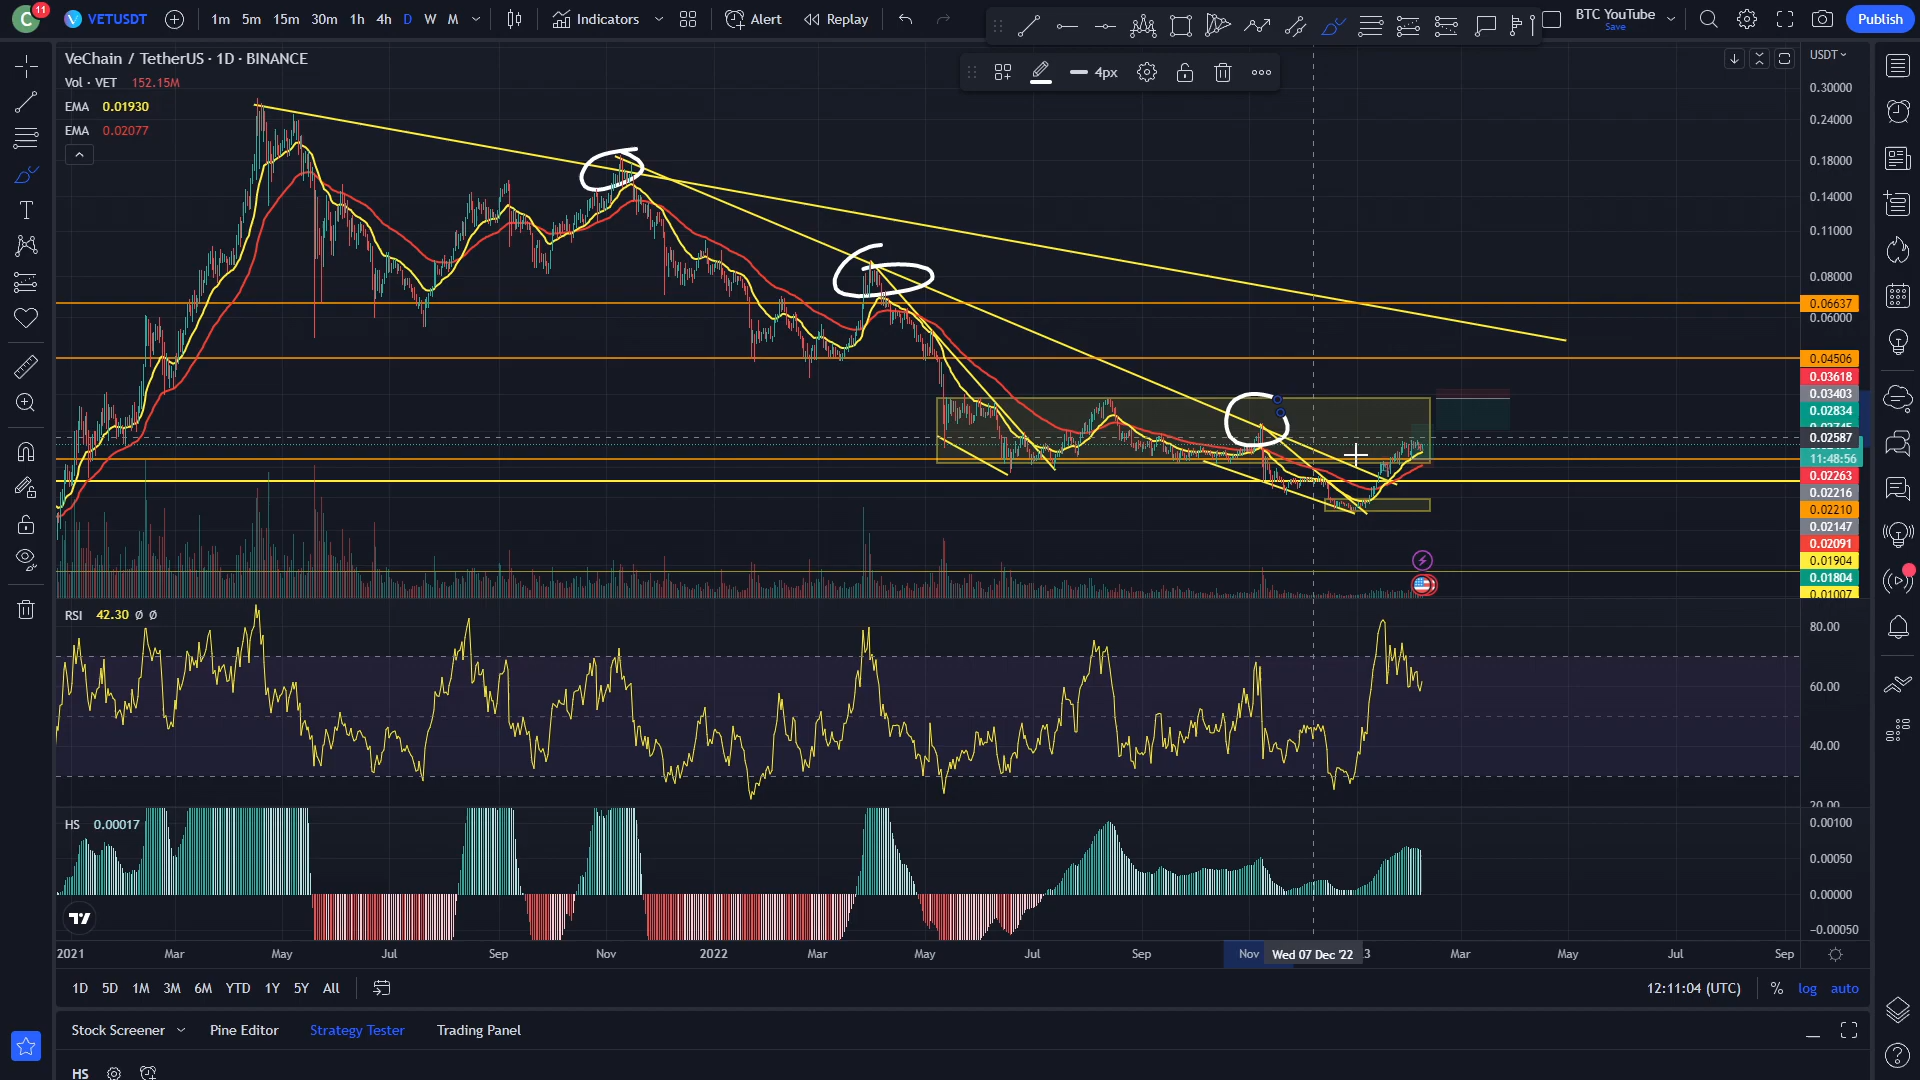 C 11 VETUSDT 1m 5m 15m 30m 1h 4h D W M Indicators Alert Replay BTC YouTube Save Publish
VeChain / TetherUS · 1D · BINANCE
Vol · VET 152.15M
EMA 0.01930
EMA 0.02077
4px
USDT
0.30000
0.24000
0.18000
0.14000
0.11000
0.08000
0.06637
0.06000
0.04506
0.03618
0.03403
0.02834
0.02587
11:48:56
0.02263
0.02216
0.02210
0.02147
0.02091
0.01904
0.01804
0.01007
RSI 42.30 Ø Ø
80.00
60.00
40.00
20.00
HS 0.00017
0.00100
0.00050
0.00000
−0.00050
2021 Mar May Jul Sep Nov 2022 Mar May Jul Sep Nov Wed 07 Dec '22 3 Mar May Jul Sep
1D 5D 1M 3M 6M YTD 1Y 5Y All 12:11:04 (UTC) % log auto
Stock Screener Pine Editor Strategy Tester Trading Panel
HS